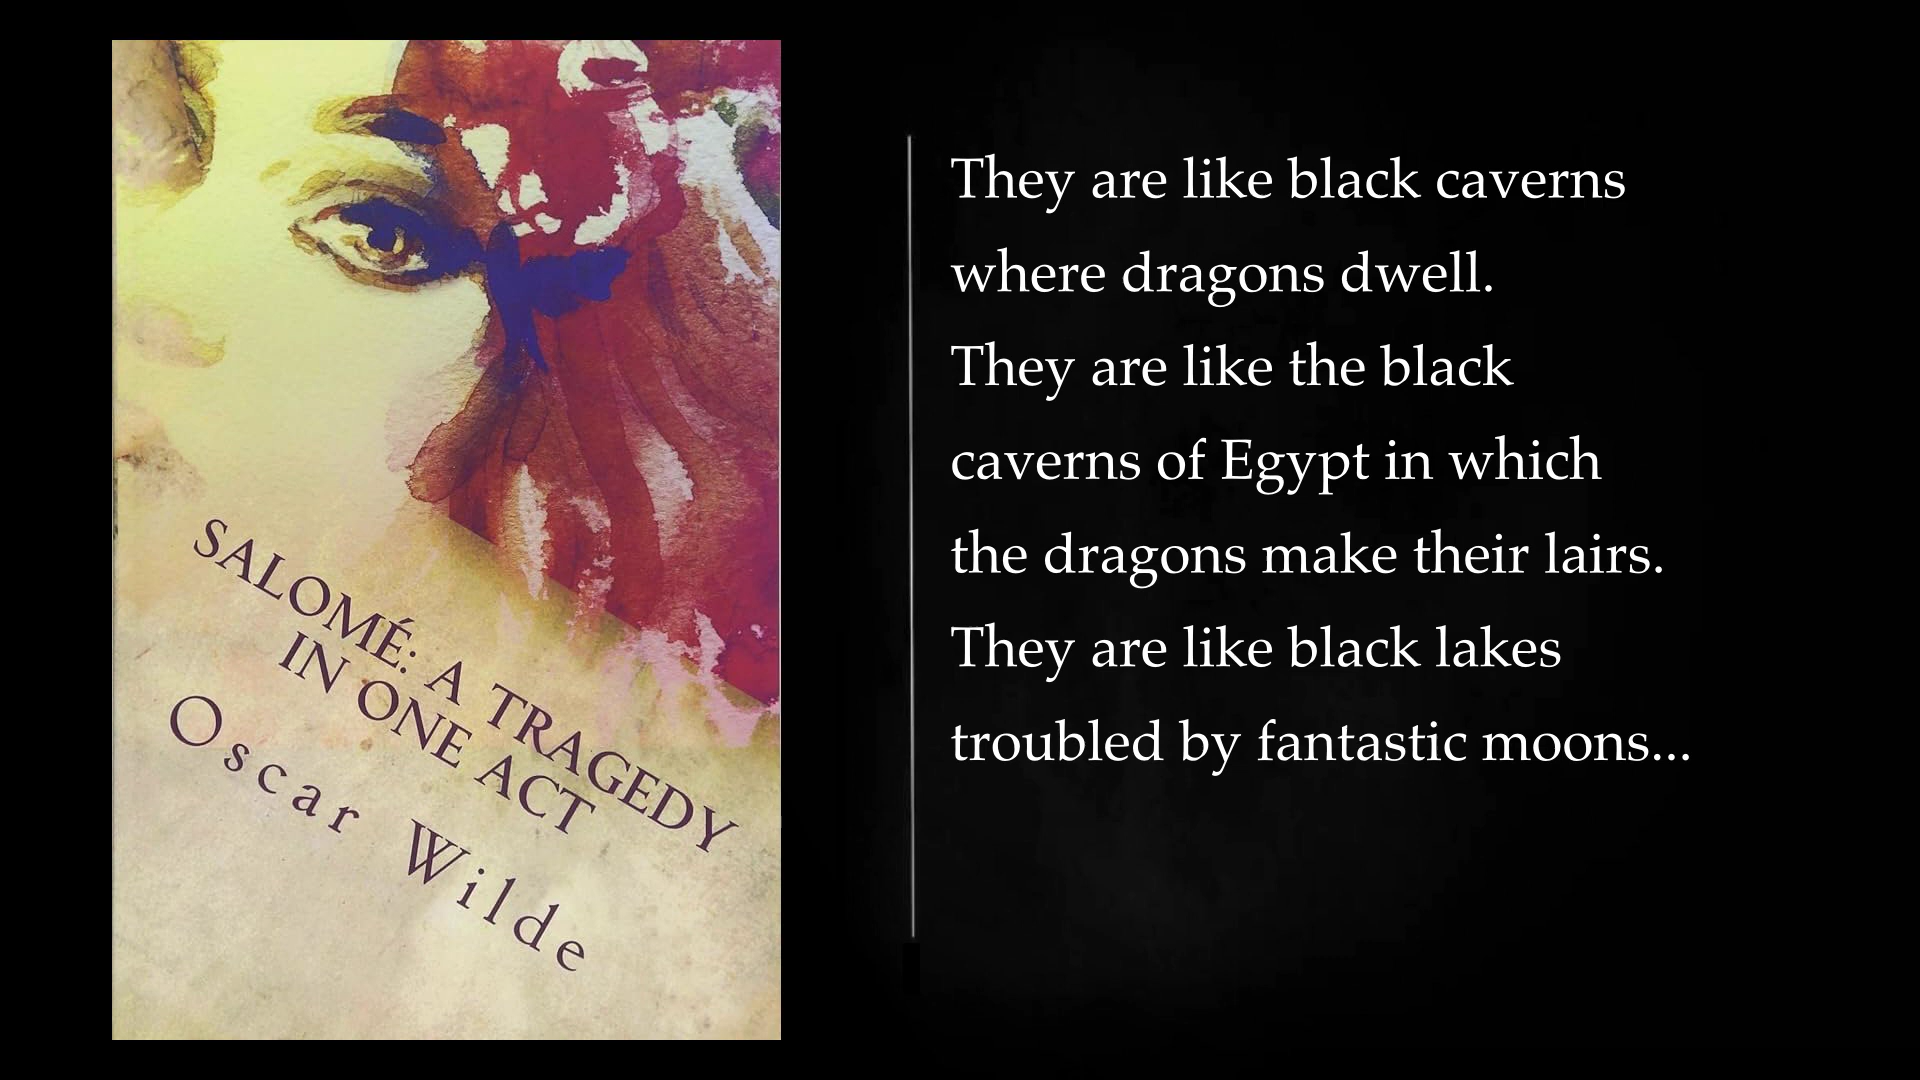 SALOMÉ: A TRAGEDY
IN ONE ACT
Oscar Wilde
They are like black caverns
where dragons dwell.
They are like the black
caverns of Egypt in which
the dragons make their lairs.
They are like black lakes
troubled by fantastic moons...